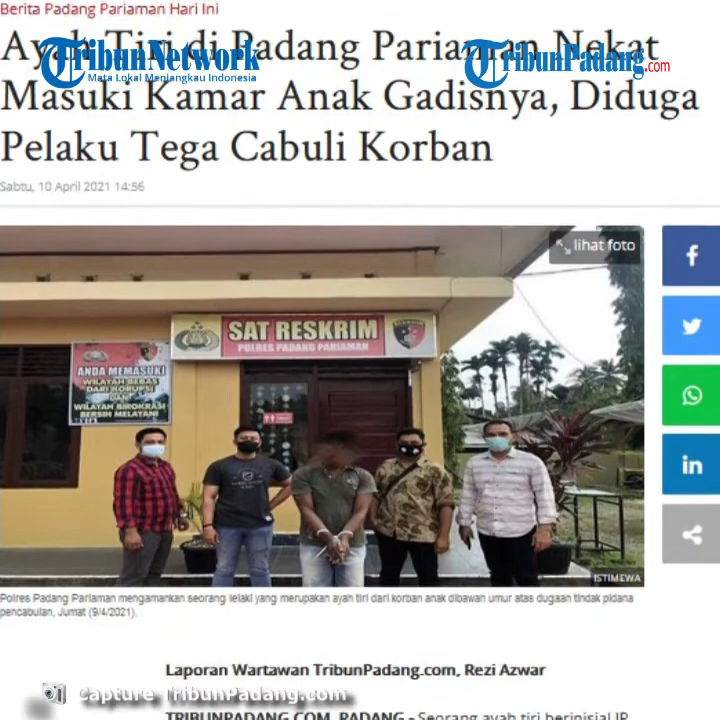 Berita Padang Pariaman Hari Ini
Ayah Tiri di Padang Pariaman Nekat
TribunNetwork
Mata Lokal Menjangkau Indonesia
TribunPadang.com
Masuki Kamar Anak Gadisnya, Diduga
Pelaku Tega Cabuli Korban
Sabtu, 10 April 2021 14:56
lihat foto
SAT RESKRIM
POLRES PADANG PARIAMAN
ANDA MEMASUKI
WILAYAH BEBAS
DARI KORUPSI
DAN
WILAYAH BIROKRASI
BERSIH MELAYANI
ISTIMEWA
Polres Padang Pariaman mengamankan seorang lelaki yang merupakan ayah tiri dari korban anak dibawah umur atas dugaan tindak pidana
pencabulan, Jumat (9/4/2021).
Laporan Wartawan TribunPadang.com, Rezi Azwar
Capture TribunPadang.com
TRIBUNPADANG.COM, PADANG - Seorang ayah tiri berinisial